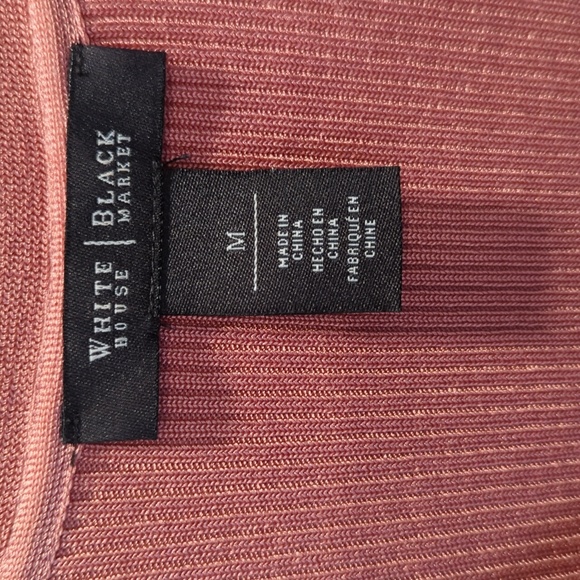 WHITE | BLACK
HOUSE | MARKET
M
MADE IN
CHINA
HECHO EN
CHINA
FABRIQUÉ EN
CHINE